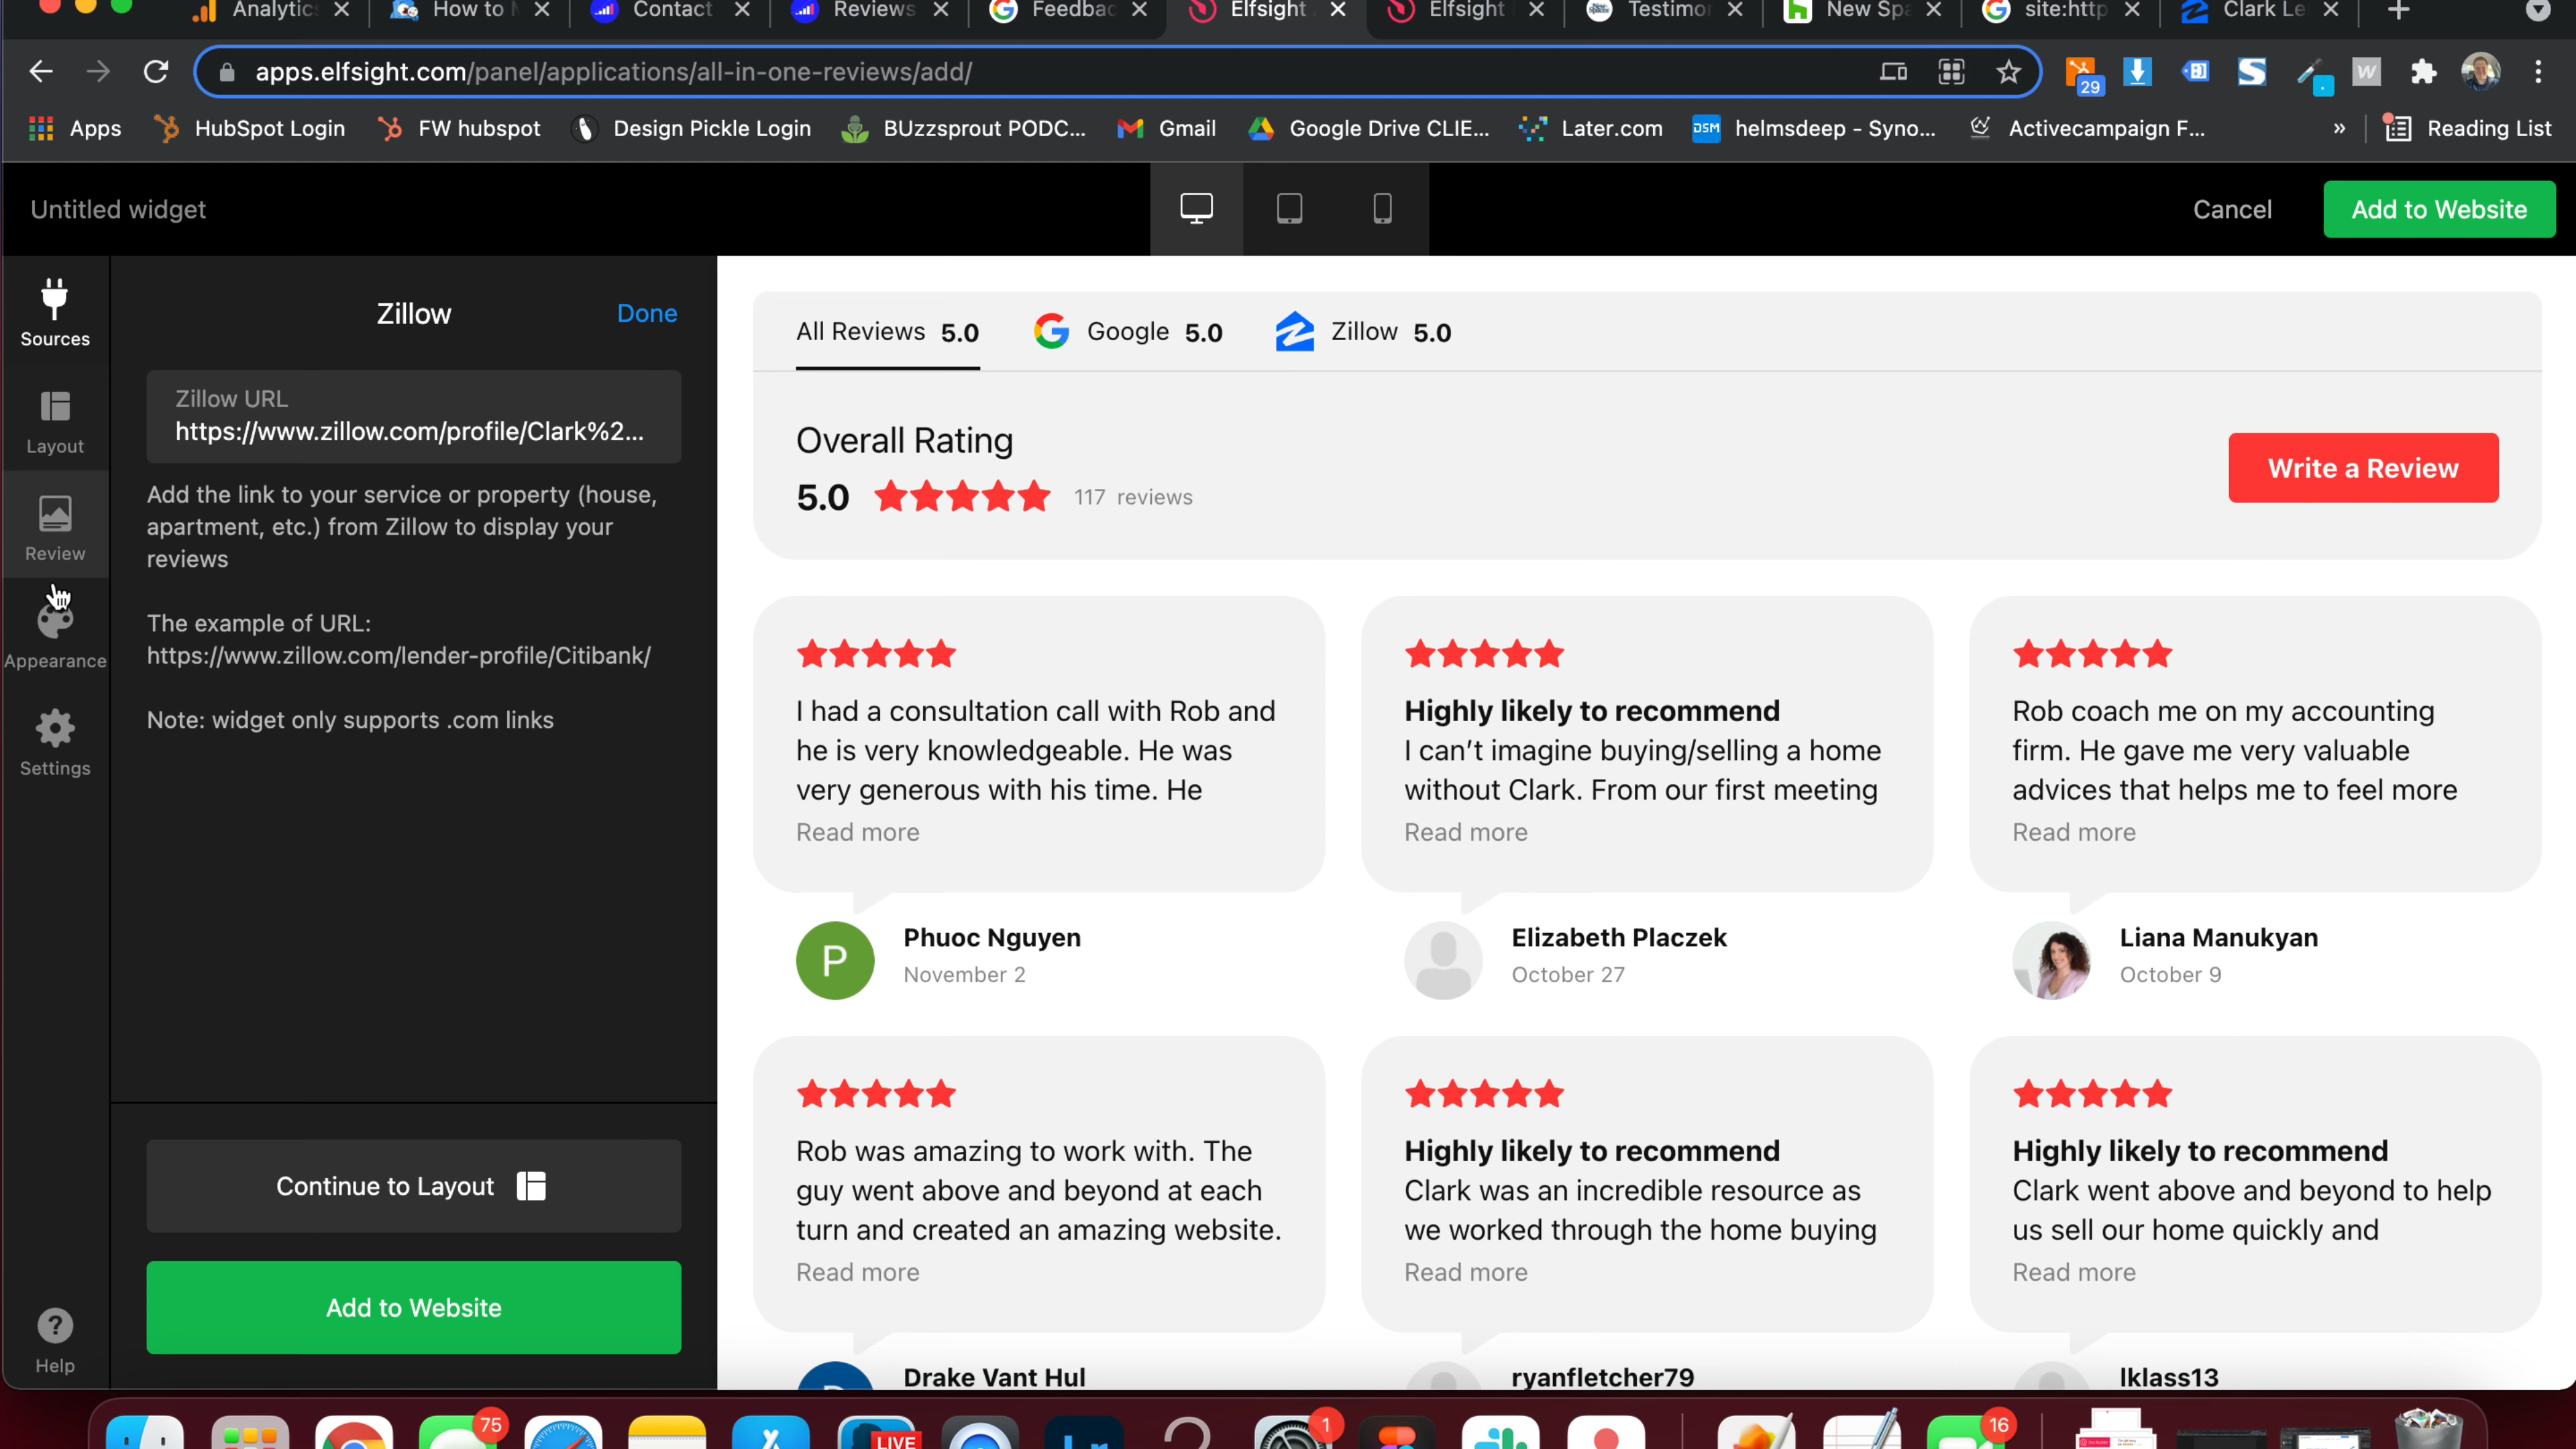 Analytic
How to
Contact
Reviews
Feedbac
Elfsight
Elfsight
Testimor
New Spa
site:http
Clark Le
apps.elfsight.com/panel/applications/all-in-one-reviews/add/
29
Apps
HubSpot Login
FW hubspot
Design Pickle Login
BUzzsprout PODC...
Gmail
Google Drive CLIE...
Later.com
DSM
helmsdeep - Syno...
Activecampaign F...
»
Reading List
Untitled widget
Cancel
Add to Website
Sources
Layout
Review
Appearance
Settings
Help
Zillow
Done
Zillow URL
https://www.zillow.com/profile/Clark%2...
Add the link to your service or property (house,
apartment, etc.) from Zillow to display your
reviews
The example of URL:
https://www.zillow.com/lender-profile/Citibank/
Note: widget only supports .com links
Continue to Layout
Add to Website
All Reviews 5.0
Google 5.0
Zillow 5.0
Overall Rating
5.0
117 reviews
Write a Review
I had a consultation call with Rob and
he is very knowledgeable. He was
very generous with his time. He
Read more
P
Phuoc Nguyen
November 2
Highly likely to recommend
I can't imagine buying/selling a home
without Clark. From our first meeting
Read more
Elizabeth Placzek
October 27
Rob coach me on my accounting
firm. He gave me very valuable
advices that helps me to feel more
Read more
Liana Manukyan
October 9
Rob was amazing to work with. The
guy went above and beyond at each
turn and created an amazing website.
Read more
Drake Vant Hul
Highly likely to recommend
Clark was an incredible resource as
we worked through the home buying
Read more
ryanfletcher79
Highly likely to recommend
Clark went above and beyond to help
us sell our home quickly and
Read more
lklass13
75
LIVE
1
16